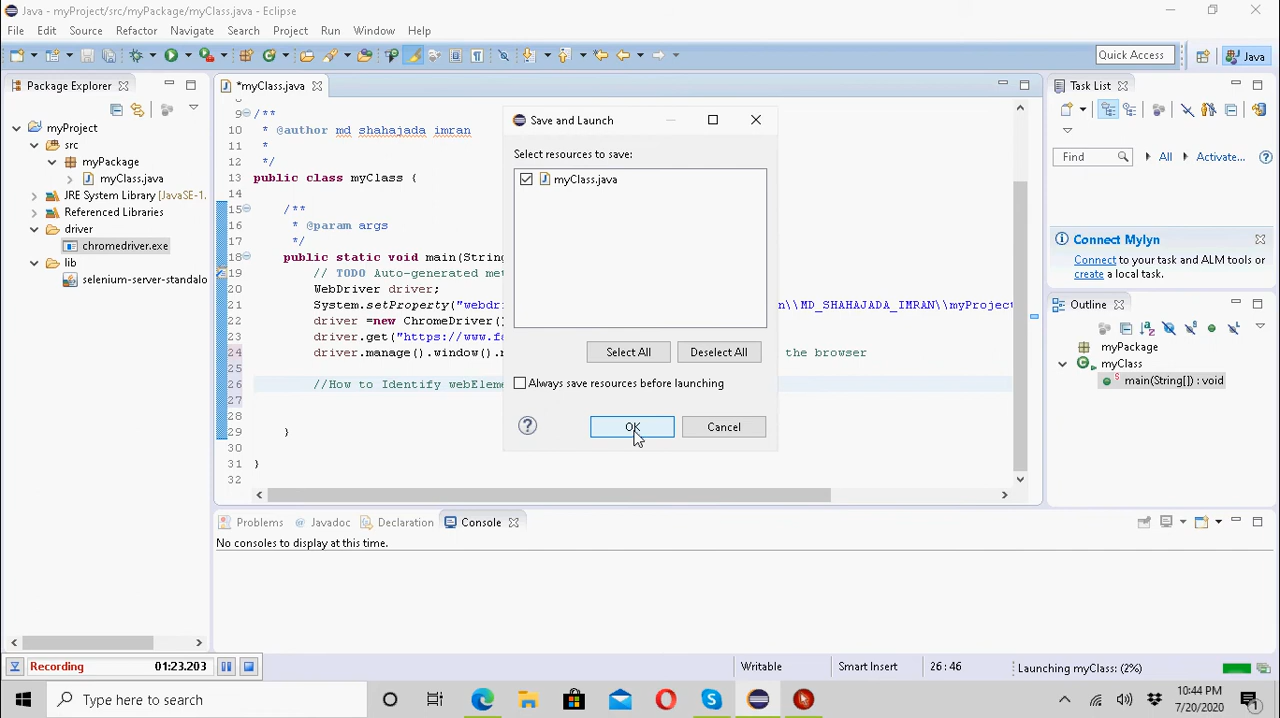 Java - myProject/src/myPackage/myClass.java - Eclipse
File Edit Source Refactor Navigate Search Project Run Window Help
Quick Access
Java
Package Explorer
myProject
src
myPackage
myClass.java
JRE System Library [JavaSE-1.
Referenced Libraries
driver
chromedriver.exe
lib
selenium-server-standalo
*myClass.java
9 /**
10 * @author md shahajada imran
11 *
12 */
13 public class myClass {
14
15 /**
16 * @param args
17 */
18 public static void main(String
19 // TODO Auto-generated met
20 WebDriver driver;
21 System.setProperty("webdriv n\\MD_SHAHAJADA_IMRAN\\myProject
22 driver =new ChromeDriver()
23 driver.get("https://www.fa
24 driver.manage().window().m the browser
25
26 //How to Identify webEleme
27
28
29 }
30
31 }
32
Save and Launch
Select resources to save:
myClass.java
Select All Deselect All
Always save resources before launching
? OK Cancel
Task List
Find All Activate...
Connect Mylyn
Connect to your task and ALM tools or
create a local task.
Outline
myPackage
myClass
main(String[]) : void
Problems @ Javadoc Declaration Console
No consoles to display at this time.
Recording 01:23.203
Writable Smart Insert 26 : 46 Launching myClass: (2%)
Type here to search
10:44 PM
7/20/2020